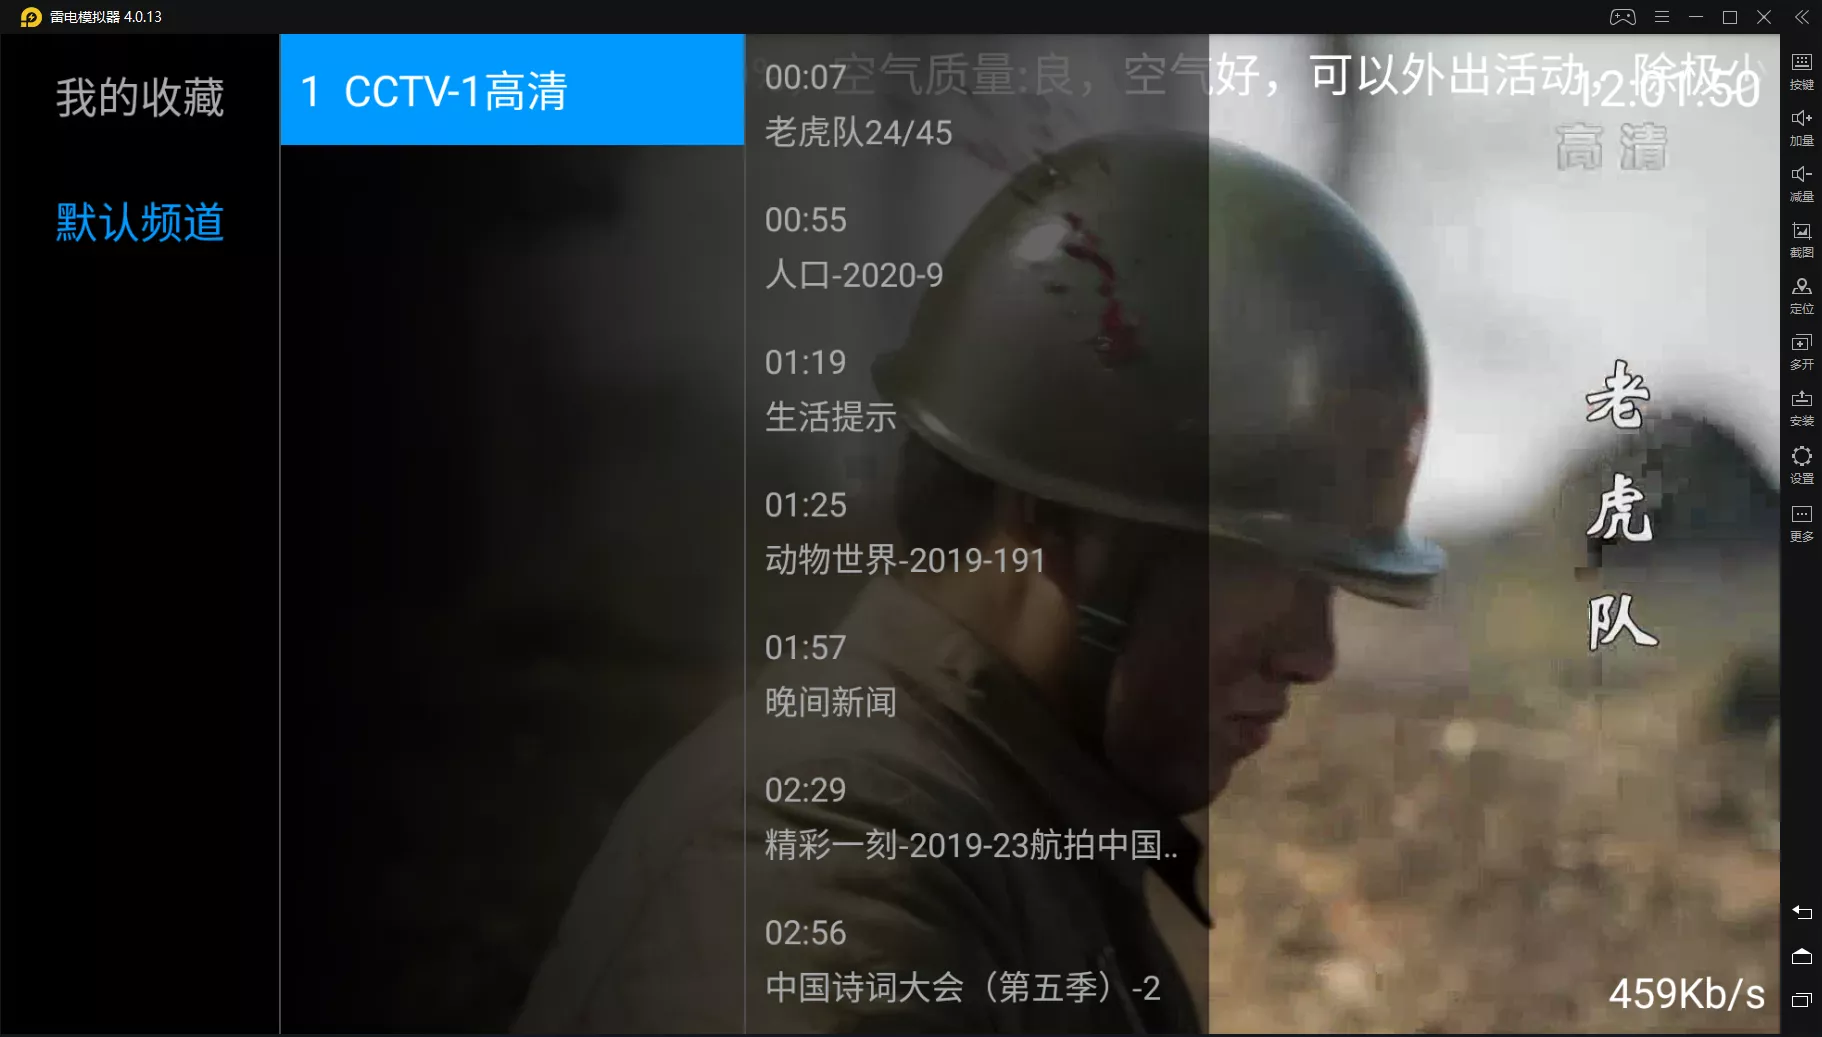 雷电模拟器 4.0.13
我的收藏
默认频道
1 CCTV-1高清
00:07
老虎队24/45
00:55
人口-2020-9
01:19
生活提示
01:25
动物世界-2019-191
01:57
晚间新闻
02:29
精彩一刻-2019-23航拍中国..
02:56
中国诗词大会（第五季）-2
空气质量:良，空气好，可以外出活动，除极少
12:01:50
高清
老虎队
459Kb/s
按键
加量
减量
截图
定位
多开
安装
设置
更多